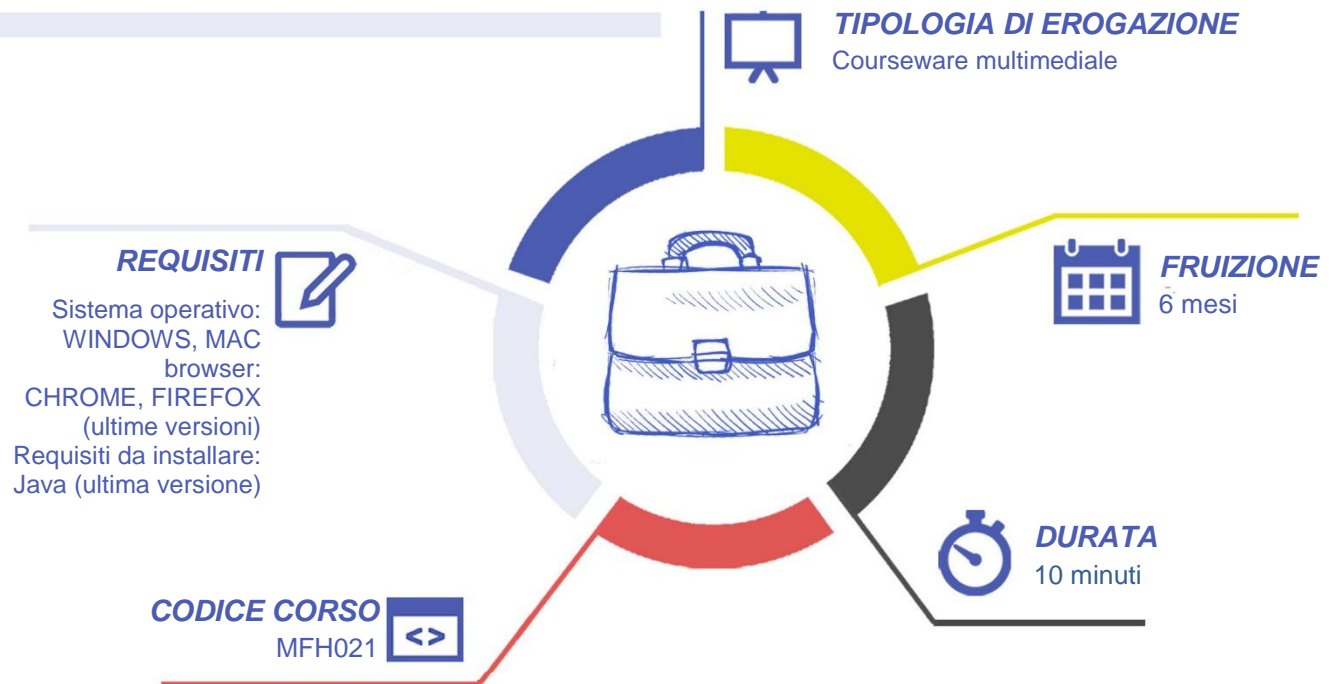 TIPOLOGIA DI EROGAZIONE
Courseware multimediale
REQUISITI
Sistema operativo:
WINDOWS, MAC
browser:
CHROME, FIREFOX
(ultime versioni)
Requisiti da installare:
Java (ultima versione)
FRUIZIONE
6 mesi
DURATA
10 minuti
CODICE CORSO
MFH021